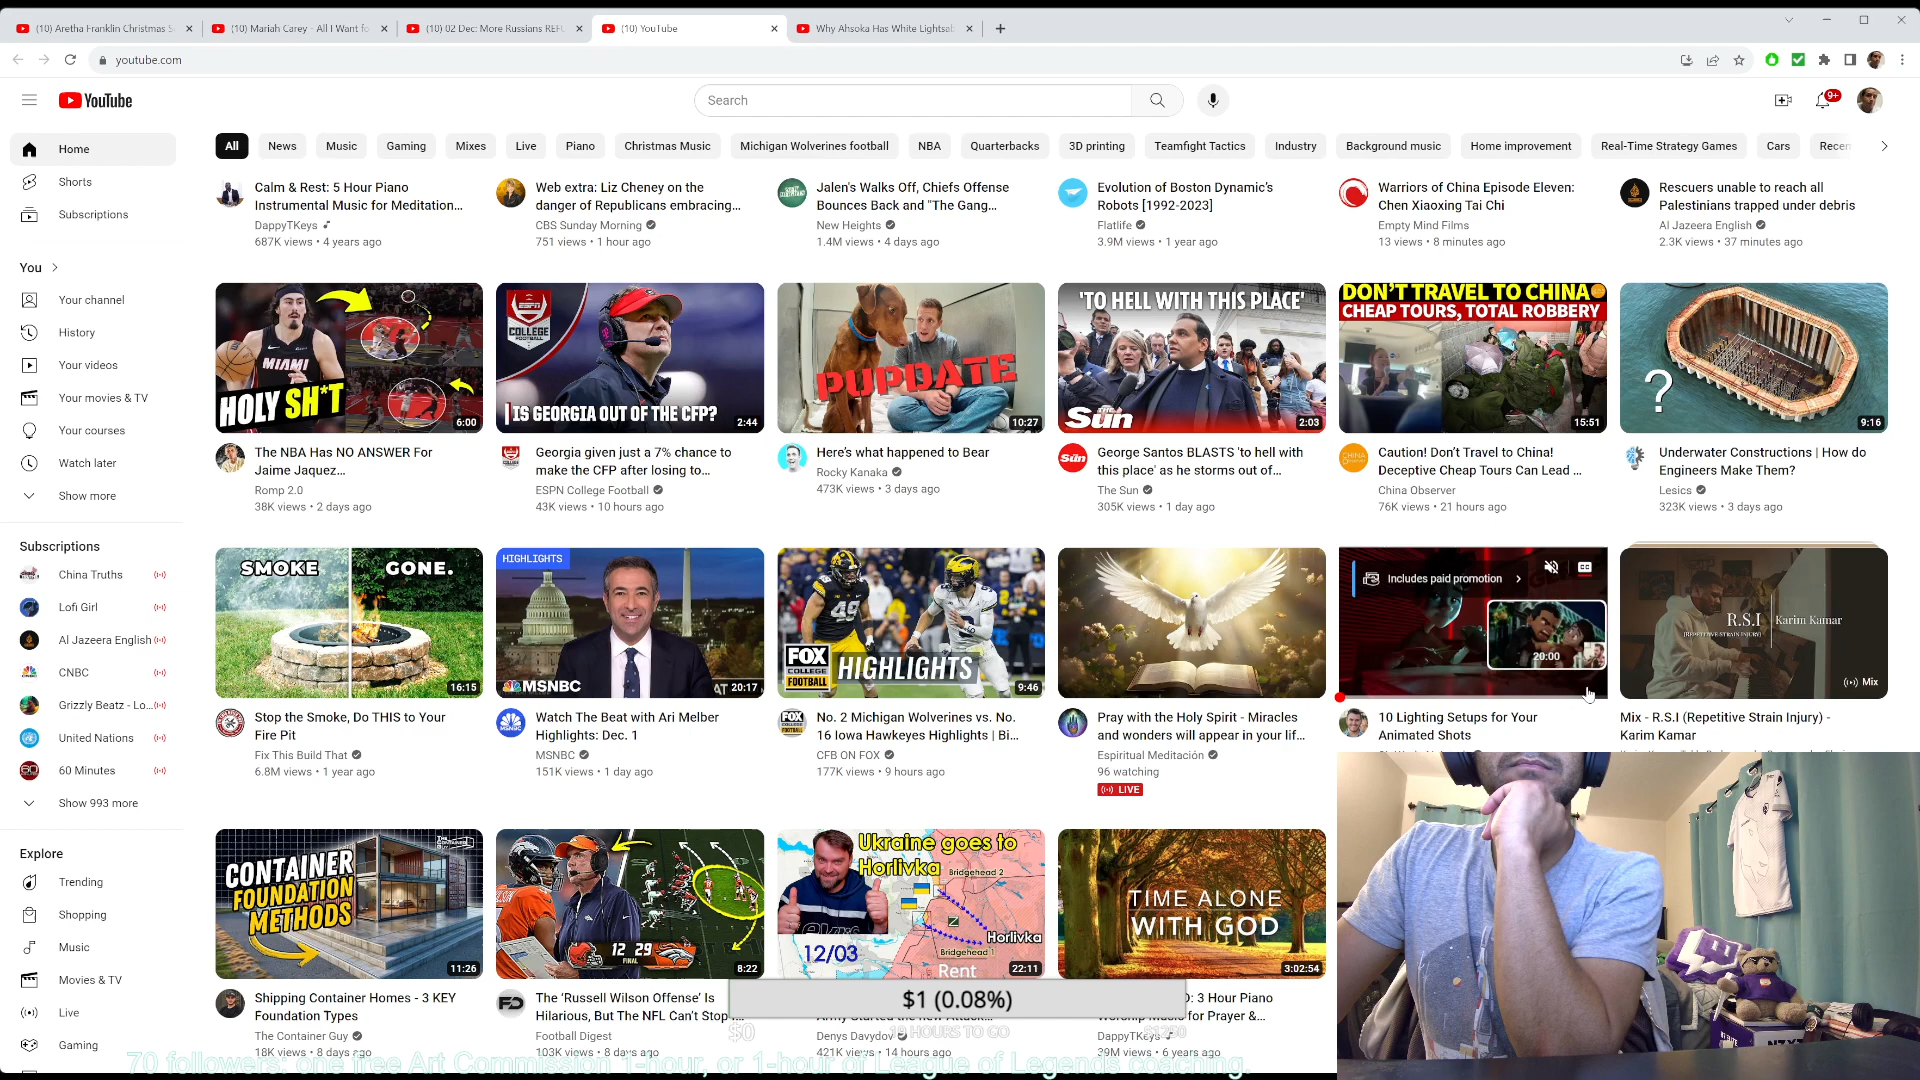 (10) Aretha Franklin Christmas S
(10) Mariah Carey - All I Want fo
(10) 02 Dec: More Russians REFU
(10) YouTube
Why Ahsoka Has White Lightsab
youtube.com
YouTube
Search
9+
Home
Shorts
Subscriptions
You
Your channel
History
Your videos
Your movies & TV
Your courses
Watch later
Show more
Subscriptions
China Truths
Lofi Girl
Al Jazeera English
CNBC
Grizzly Beatz - Lo...
United Nations
60 Minutes
Show 993 more
Explore
Trending
Shopping
Music
Movies & TV
Live
Gaming
All
News
Music
Gaming
Mixes
Live
Piano
Christmas Music
Michigan Wolverines football
NBA
Quarterbacks
3D printing
Teamfight Tactics
Industry
Background music
Home improvement
Real-Time Strategy Games
Cars
Recen
Calm & Rest: 5 Hour Piano
Instrumental Music for Meditation...
DappyTKeys
687K views • 4 years ago
Web extra: Liz Cheney on the
danger of Republicans embracing...
CBS Sunday Morning
751 views • 1 hour ago
Jalen's Walks Off, Chiefs Offense
Bounces Back and "The Gang...
New Heights
1.4M views • 4 days ago
Evolution of Boston Dynamic's
Robots [1992-2023]
Flatlife
3.9M views • 1 year ago
Warriors of China Episode Eleven:
Chen Xiaoxing Tai Chi
Empty Mind Films
13 views • 8 minutes ago
Rescuers unable to reach all
Palestinians trapped under debris
Al Jazeera English
2.3K views • 37 minutes ago
MIAMI
HOLY SH*T
6:00
The NBA Has NO ANSWER For
Jaime Jaquez...
Romp 2.0
38K views • 2 days ago
ESPN
COLLEGE
FOOTBALL
IS GEORGIA OUT OF THE CFP?
2:44
Georgia given just a 7% chance to
make the CFP after losing to...
ESPN College Football
43K views • 10 hours ago
PUPDATE
10:27
Here's what happened to Bear
Rocky Kanaka
473K views • 3 days ago
'TO HELL WITH THIS PLACE'
THE Sun
2:03
George Santos BLASTS 'to hell with
this place' as he storms out of...
The Sun
305K views • 1 day ago
DON'T TRAVEL TO CHINA
CHEAP TOURS, TOTAL ROBBERY
15:51
Caution! Don't Travel to China!
Deceptive Cheap Tours Can Lead ...
China Observer
76K views • 21 hours ago
?
9:16
Underwater Constructions | How do
Engineers Make Them?
Lesics
323K views • 3 days ago
SMOKE GONE.
16:15
Stop the Smoke, Do THIS to Your
Fire Pit
Fix This Build That
6.8M views • 1 year ago
HIGHLIGHTS
MSNBC
AT 20:17
Watch The Beat with Ari Melber
Highlights: Dec. 1
MSNBC
151K views • 1 day ago
49
FOX
COLLEGE
FOOTBALL
HIGHLIGHTS
9:46
No. 2 Michigan Wolverines vs. No.
16 Iowa Hawkeyes Highlights | Bi...
CFB ON FOX
177K views • 9 hours ago
Pray with the Holy Spirit - Miracles
and wonders will appear in your lif...
Espiritual Meditación
96 watching
LIVE
Includes paid promotion
20:00
10 Lighting Setups for Your
Animated Shots
R.S.I
(REPETITIVE STRAIN INJURY)
Karim Kamar
Mix
Mix - R.S.I (Repetitive Strain Injury) -
Karim Kamar
THE CONTAINER GUY
CONTAINER
FOUNDATION
METHODS
11:26
Shipping Container Homes - 3 KEY
Foundation Types
The Container Guy
18K views • 8 days ago
12 29
FINAL
8:22
The 'Russell Wilson Offense' Is
Hilarious, But The NFL Can't Stop I...
Football Digest
103K views • 8 days ago
Ukraine goes to
Horlivka
Bridgehead 2
Horlivka
Bridgehead 1
12/03
Rent
22:11
Denys Davydov
421K views • 14 hours ago
TIME ALONE
WITH GOD
3:02:54
D: 3 Hour Piano
Worship Music for Prayer &...
DappyTKeys
39M views • 6 years ago
$1 (0.08%)
$0
19 HOURS TO GO
$1250
70 followers: one free Art Commission 1-hour, or 1-hour of League of Legends coaching.